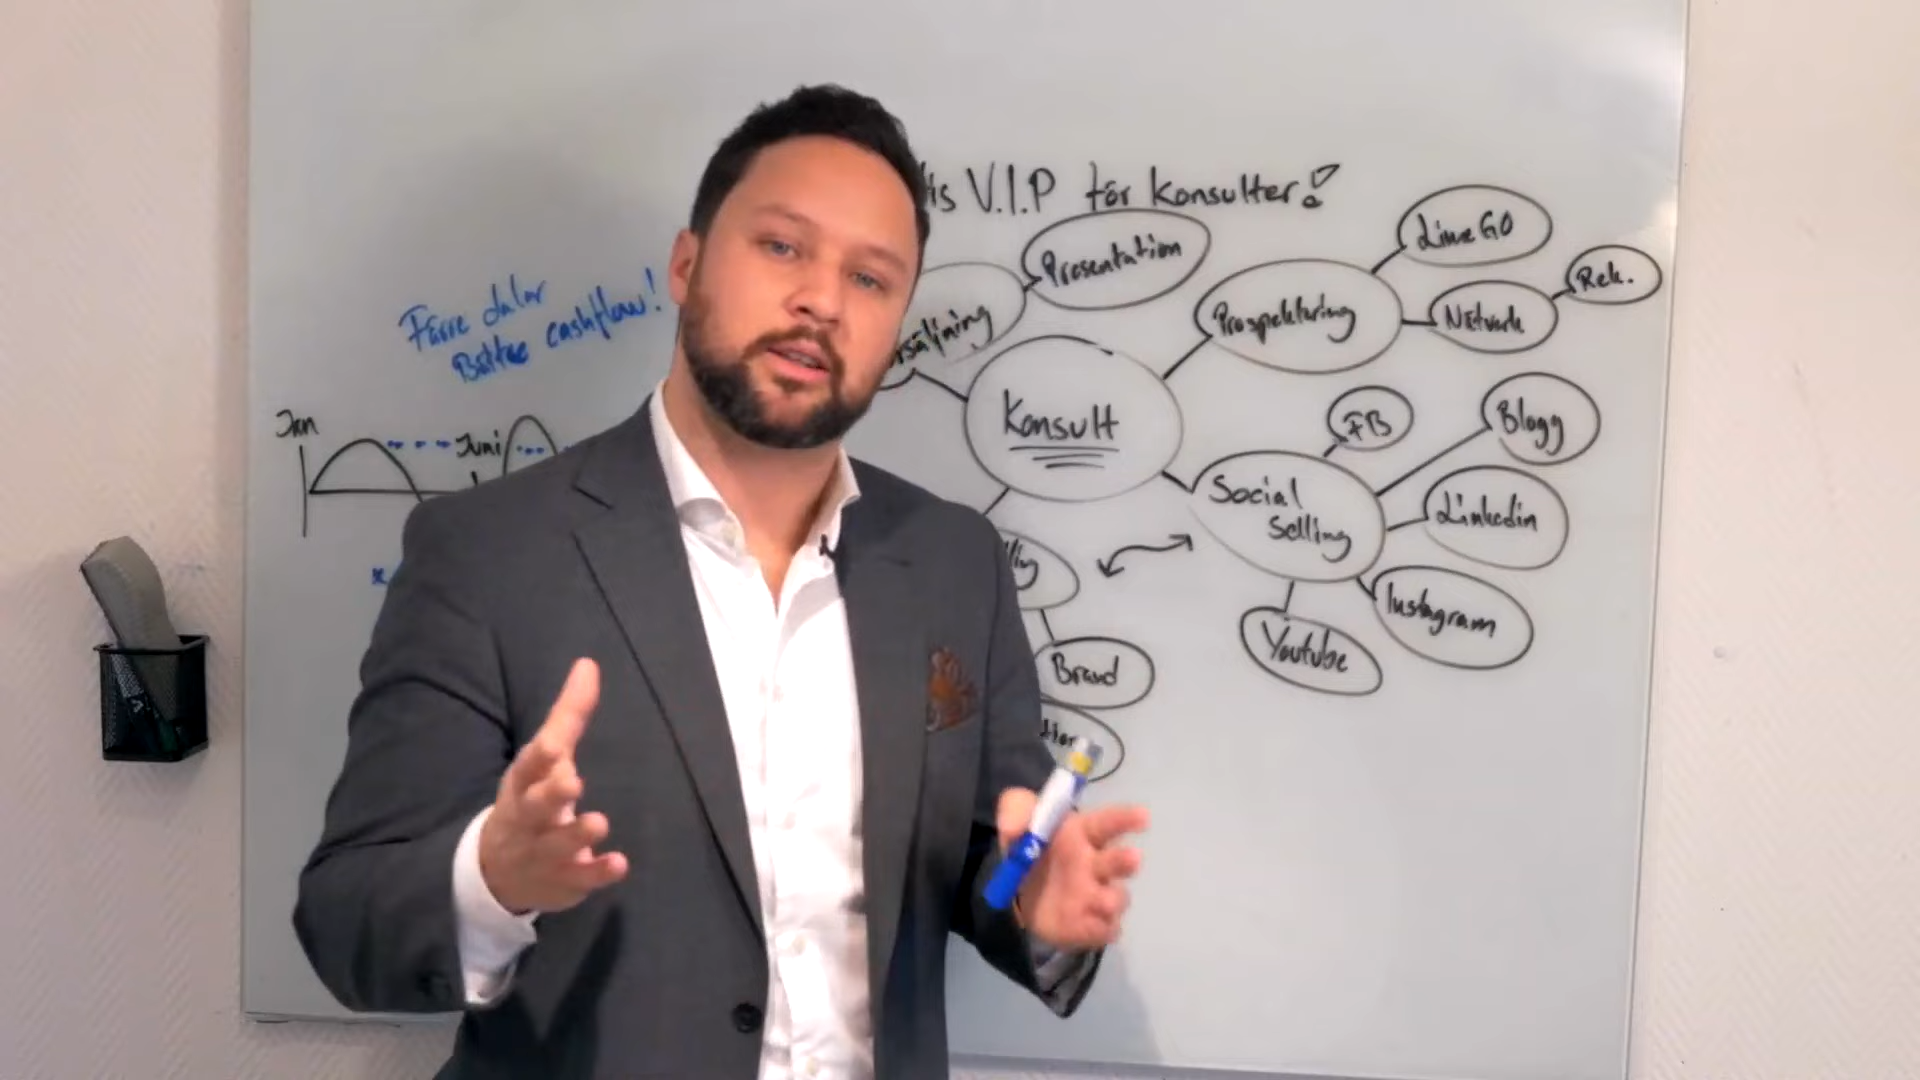 V.I.P för Konsulter!
Presentation
Prospektering
Lime GO
Nätverk
Rek.
Färre dalar
Bättre cashflow!
Jan
Juni
Konsult
FB
Blogg
Social
Selling
Linkedin
Instagram
Youtube
Brand